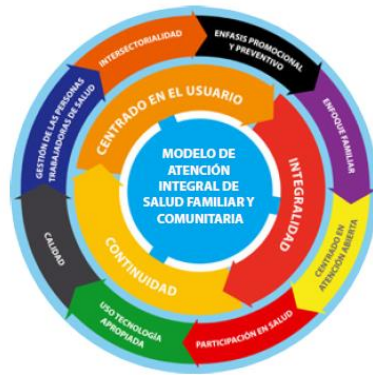 MODELO DE
ATENCIÓN
INTEGRAL DE
SALUD FAMILIAR Y
COMUNITARIA
CENTRADO EN EL USUARIO
INTEGRALIDAD
CONTINUIDAD
INTERSECTORIALIDAD
ENFASIS PROMOCIONAL
Y PREVENTIVO
ENFOQUE FAMILIAR
CENTRADO EN
ATENCIÓN ABIERTA
PARTICIPACIÓN EN SALUD
USO TECNOLOGÍA
APROPIADA
CALIDAD
GESTIÓN DE LAS PERSONAS
TRABAJADORAS DE SALUD